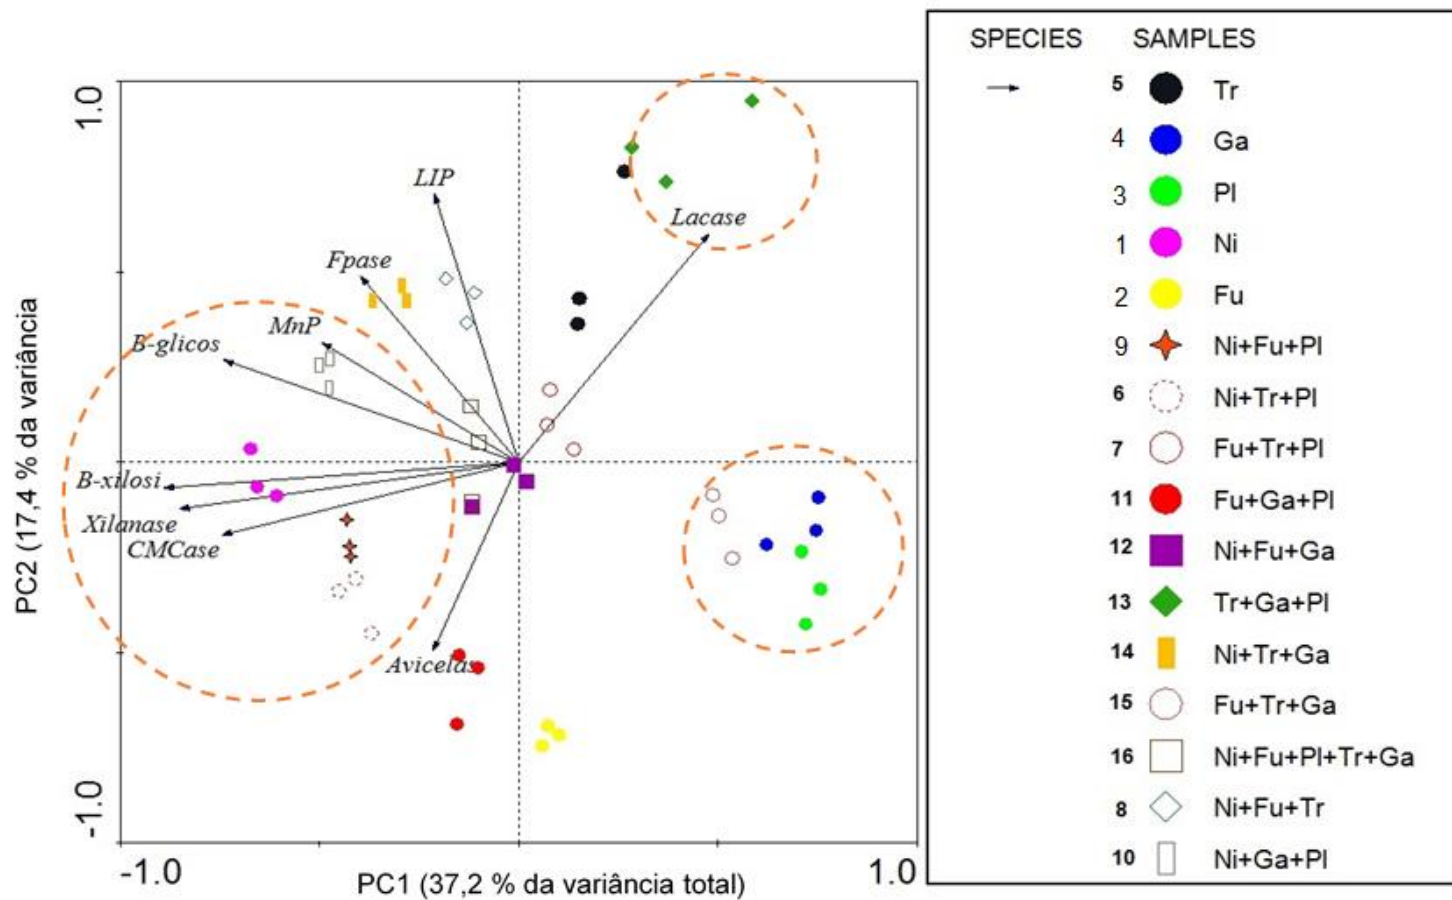 SPECIES SAMPLES
5 Tr
4 Ga
3 Pl
1 Ni
2 Fu
9 Ni+Fu+Pl
6 Ni+Tr+Pl
7 Fu+Tr+Pl
11 Fu+Ga+Pl
12 Ni+Fu+Ga
13 Tr+Ga+Pl
14 Ni+Tr+Ga
15 Fu+Tr+Ga
16 Ni+Fu+Pl+Tr+Ga
8 Ni+Fu+Tr
10 Ni+Ga+Pl
1.0
LIP
Lacase
Fpase
MnP
B-glicos
B-xilosi
Xilanase
CMCase
Avicelas
PC2 (17,4 % da variância
-1.0
-1.0
1.0
PC1 (37,2 % da variância total)